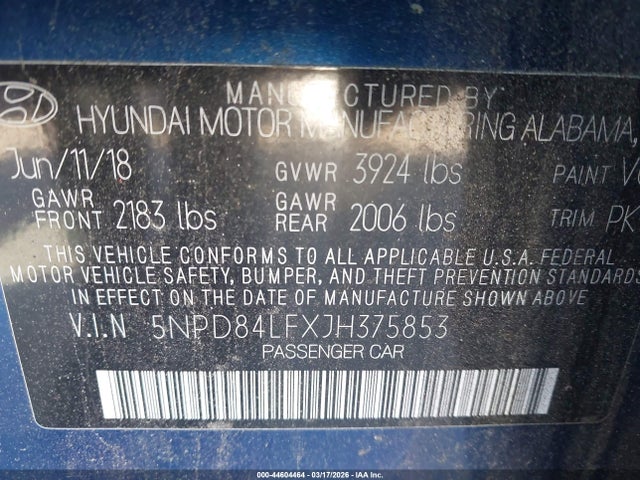 MANUFACTURED BY
HYUNDAI MOTOR MANUFACTURING ALABAMA,
Jun/11/18 GVWR 3924 lbs PAINT
GAWR FRONT 2183 lbs GAWR REAR 2006 lbs TRIM PK
THIS VEHICLE CONFORMS TO ALL APPLICABLE U.S.A. FEDERAL
MOTOR VEHICLE SAFETY, BUMPER, AND THEFT PREVENTION STANDARDS
IN EFFECT ON THE DATE OF MANUFACTURE SHOWN ABOVE.
V.I.N 5NPD84LFXJH375853
PASSENGER CAR
000-44604464 | 03/17/2026 | IAA Inc.